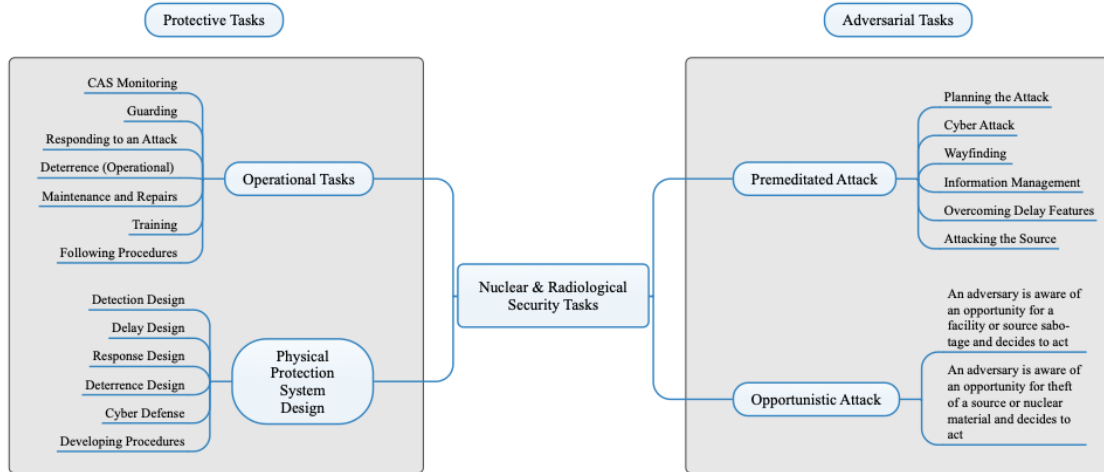 Protective Tasks
Adversarial Tasks
CAS Monitoring
Guarding
Responding to an Attack
Deterrence (Operational)
Maintenance and Repairs
Training
Following Procedures
Operational Tasks
Detection Design
Delay Design
Response Design
Deterrence Design
Cyber Defense
Developing Procedures
Physical
Protection
System
Design
Nuclear & Radiological
Security Tasks
Premeditated Attack
Planning the Attack
Cyber Attack
Wayfinding
Information Management
Overcoming Delay Features
Attacking the Source
Opportunistic Attack
An adversary is aware of
an opportunity for a
facility or source sabo-
tage and decides to act
An adversary is aware of
an opportunity for theft
of a source or nuclear
material and decides to
act